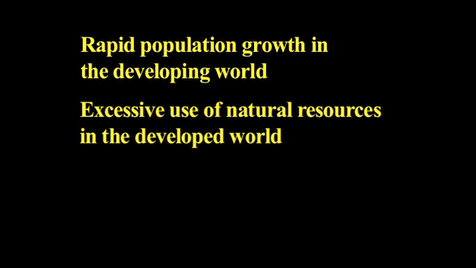 Rapid population growth in
the developing world
Excessive use of natural resources
in the developed world